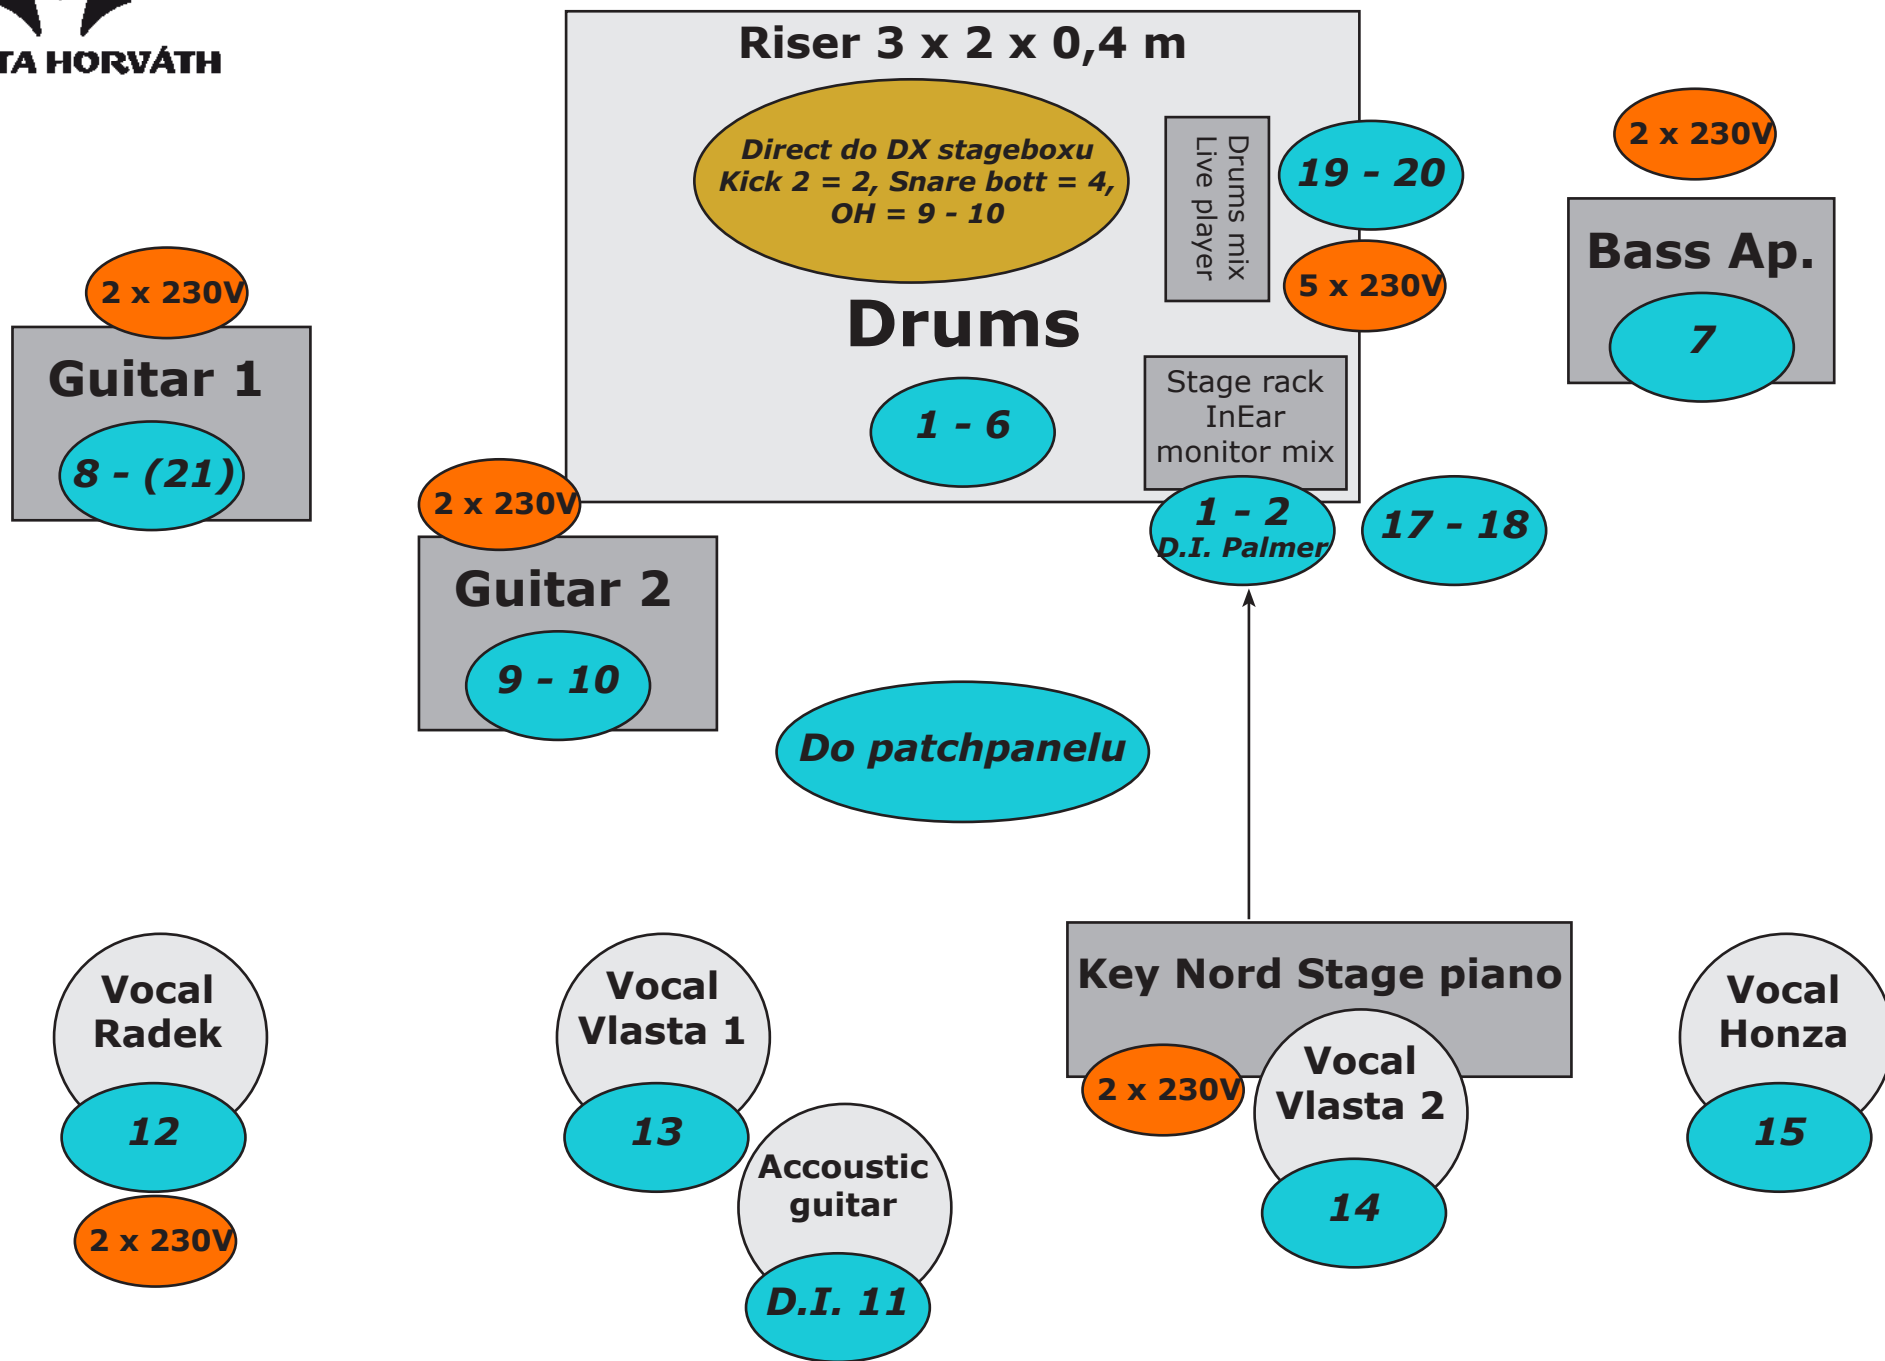 TA HORVÁTH
Riser 3 x 2 x 0,4 m
Direct do DX stageboxu
Kick 2 = 2, Snare bott = 4,
OH = 9 - 10
Drums mix
Live player
19 - 20
5 x 230V
2 x 230V
Bass Ap.
7
2 x 230V
Guitar 1
8 - (21)
Drums
1 - 6
Stage rack
InEar
monitor mix
1 - 2
D.I. Palmer
17 - 18
2 x 230V
Guitar 2
9 - 10
Do patchpanelu
Vocal
Radek
12
2 x 230V
Vocal
Vlasta 1
13
Accoustic
guitar
D.I. 11
Key Nord Stage piano
2 x 230V
Vocal
Vlasta 2
14
Vocal
Honza
15